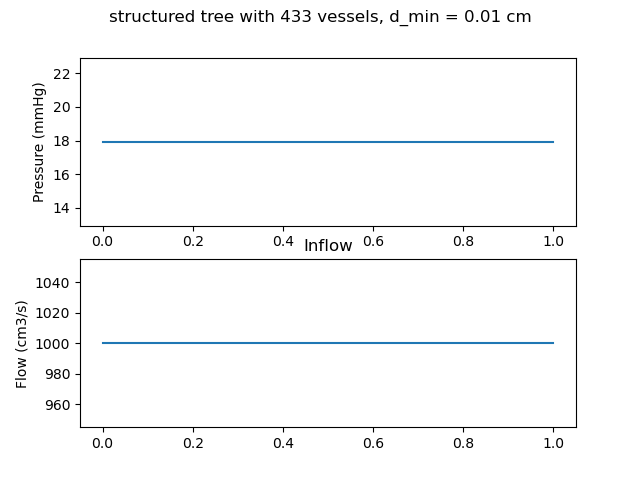 structured tree with 433 vessels, d_min = 0.01 cm
22
20
18
16
14
Pressure (mmHg)
0.0 0.2 0.4 0.6 0.8 1.0
Inflow
1040
1020
1000
980
960
Flow (cm3/s)
0.0 0.2 0.4 0.6 0.8 1.0